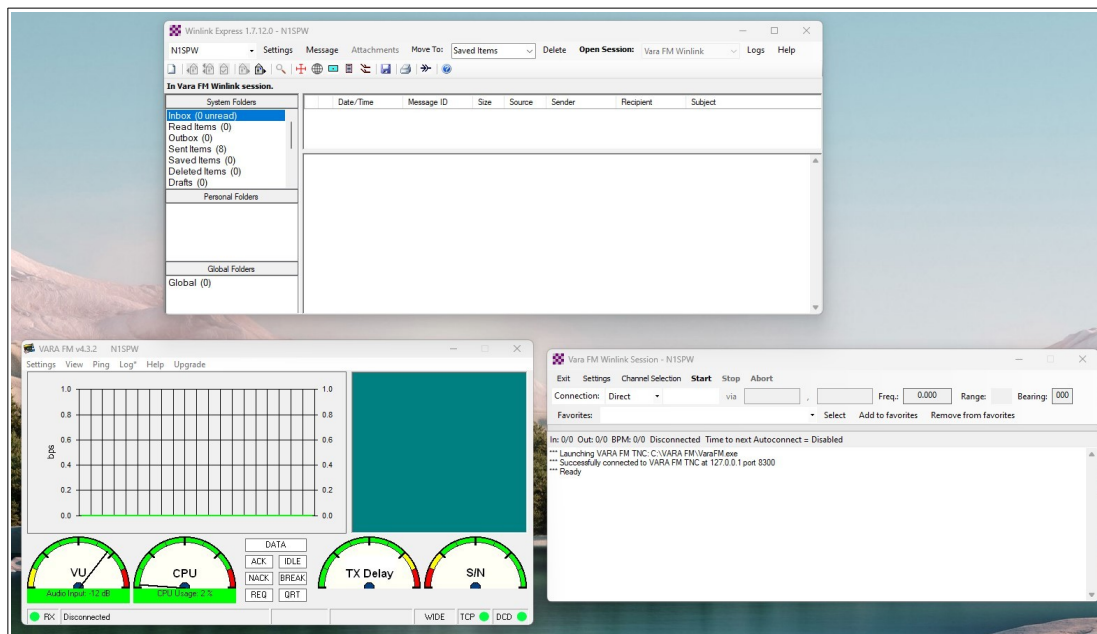 Winlink Express 1.7.12.0 - N1SPW
N1SPW Settings Message Attachments Move To: Saved Items Delete Open Session: Vara FM Winlink Logs Help
In Vara FM Winlink session.
System Folders
Inbox (0 unread)
Read Items (0)
Outbox (0)
Sent Items (8)
Saved Items (0)
Deleted Items (0)
Drafts (0)
Personal Folders
Global Folders
Global (0)
Date/Time Message ID Size Source Sender Recipient Subject
VARA FM v4.3.2 N1SPW
Settings View Ping Log* Help Upgrade
bps
1.0 1.0
0.8 0.8
0.6 0.6
0.4 0.4
0.2 0.2
0.0 0.0
VU
Audio Input: -12 dB
CPU
CPU Usage: 2 %
DATA
ACK IDLE
NACK BREAK
REQ QRT
TX Delay
S/N
RX Disconnected WIDE TCP DCD
Vara FM Winlink Session - N1SPW
Exit Settings Channel Selection Start Stop Abort
Connection: Direct via , Freq.: 0.000 Range: Bearing: 000
Favorites: Select Add to favorites Remove from favorites
In: 0/0 Out: 0/0 BPM: 0/0 Disconnected Time to next Autoconnect = Disabled
*** Launching VARA FM TNC: C:\VARA FM\VaraFM.exe
*** Successfully connected to VARA FM TNC at 127.0.0.1 port 8300
*** Ready